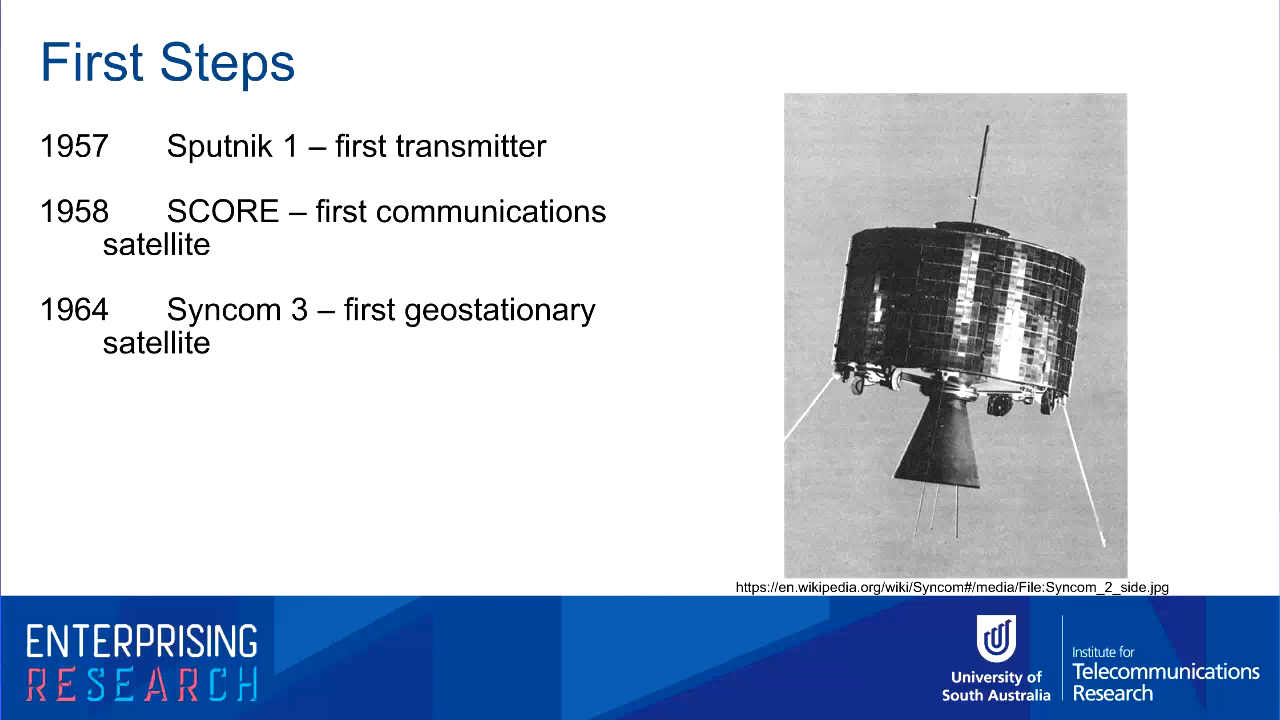 First Steps
1957 Sputnik 1 – first transmitter
1958 SCORE – first communications
satellite
1964 Syncom 3 – first geostationary
satellite
https://en.wikipedia.org/wiki/Syncom#/media/File:Syncom_2_side.jpg
ENTERPRISING
RESEARCH
University of
South Australia
Institute for
Telecommunications
Research